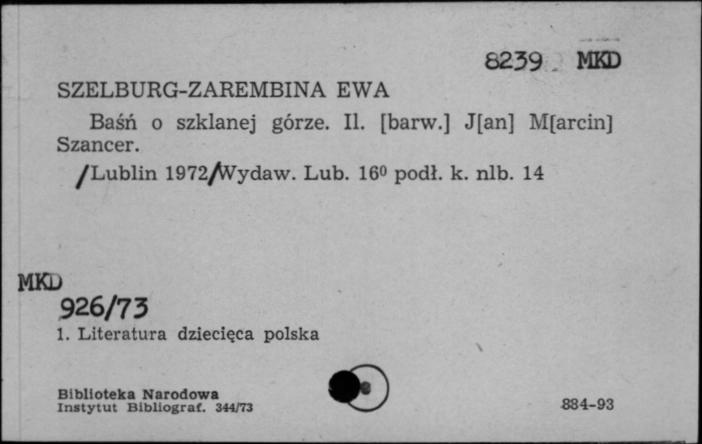 8239 MKD
SZELBURG-ZAREMBINA EWA
Baśń o szklanej górze. Il. [barw.] J[an] M[arcin]
Szancer.
/Lublin 1972/Wydaw. Lub. 16⁰ podł. k. nlb. 14
MKD
926/73
1. Literatura dziecięca polska
Biblioteka Narodowa
Instytut Bibliograf. 344/73
884-93